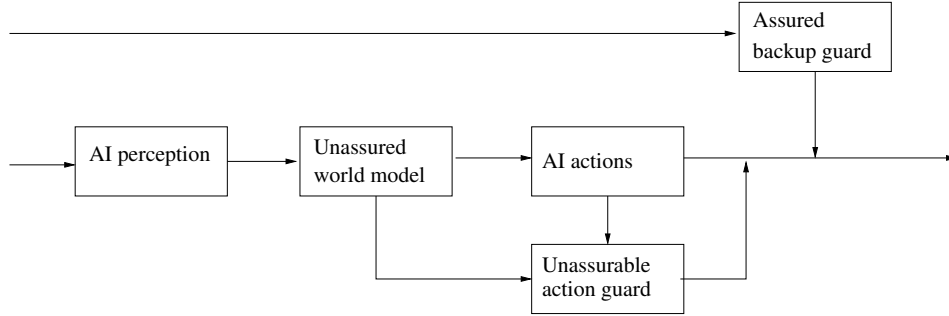 Assured
backup guard
AI perception
Unassured
world model
AI actions
Unassurable
action guard